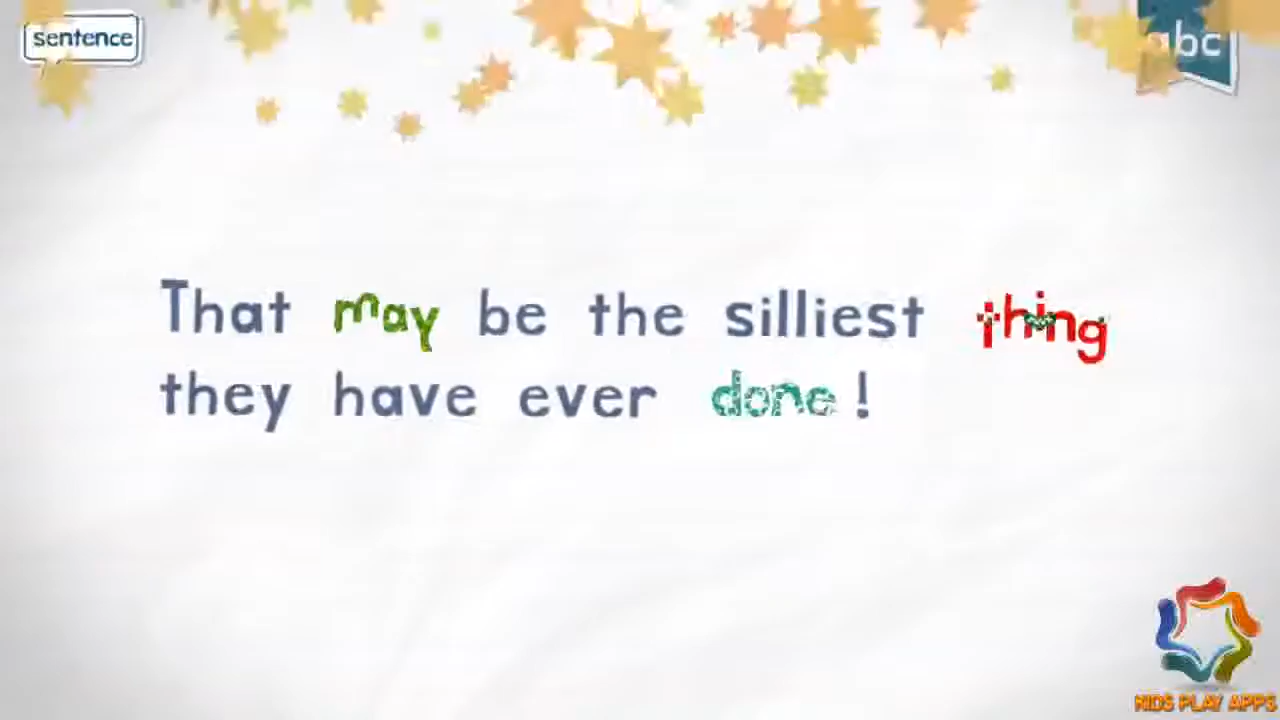 sentence
abc
That may be the silliest thing
they have ever done!
KIDS PLAY APPS